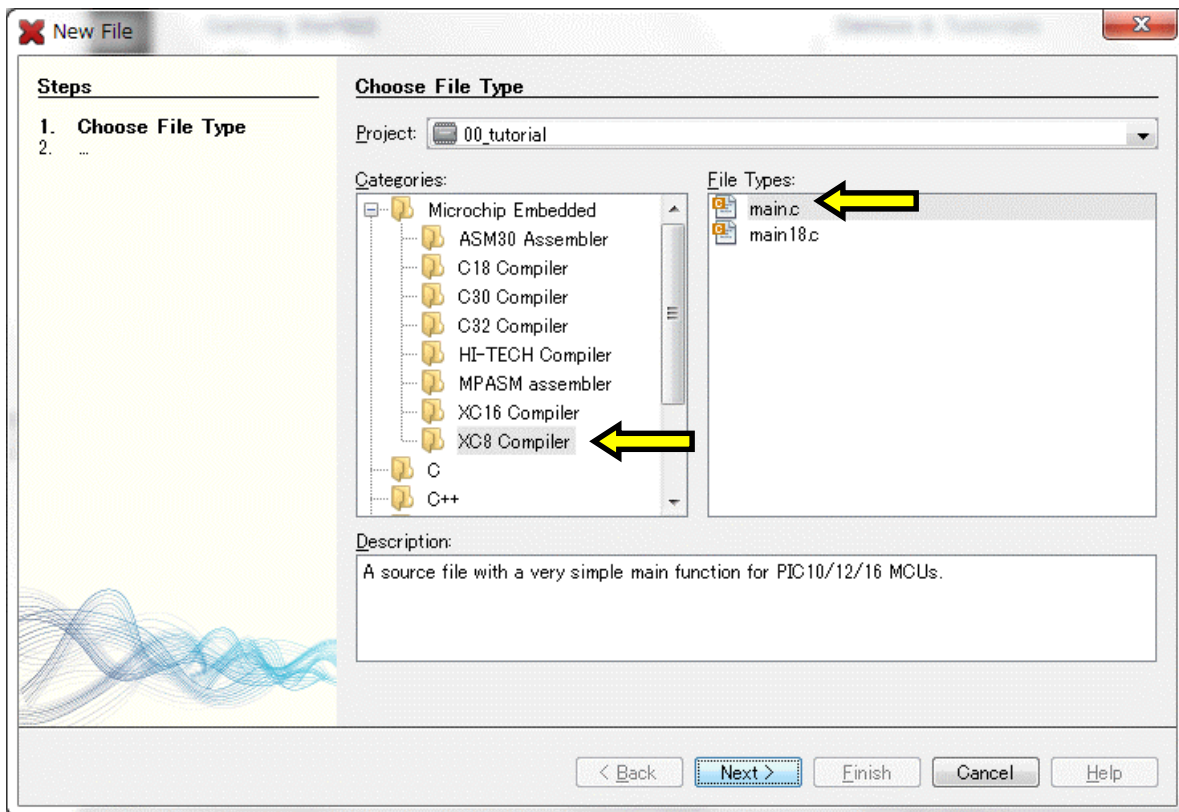 New File
Steps
1. Choose File Type
2. ...
Choose File Type
Project: 00_tutorial
Categories:
Microchip Embedded
ASM30 Assembler
C18 Compiler
C30 Compiler
C32 Compiler
HI-TECH Compiler
MPASM assembler
XC16 Compiler
XC8 Compiler
C
C++
File Types:
main.c
main18.c
Description:
A source file with a very simple main function for PIC10/12/16 MCUs.
< Back Next > Finish Cancel Help